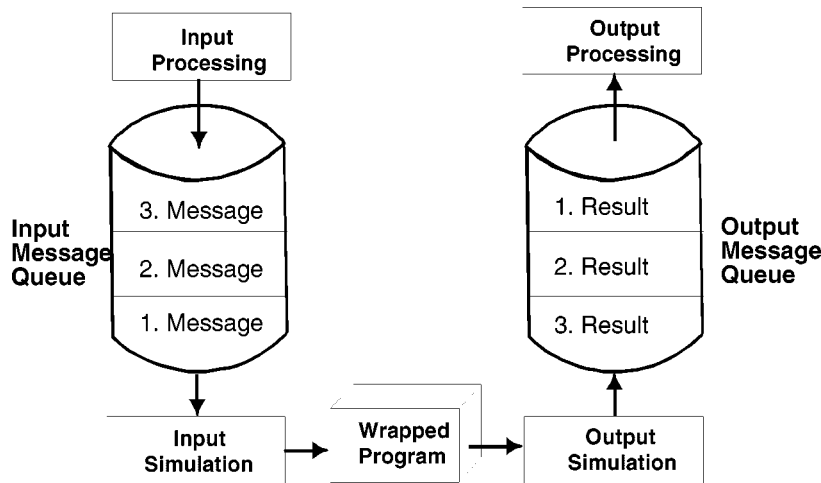 Input
Processing
Output
Processing
Input
Message
Queue
3. Message
2. Message
1. Message
1. Result
2. Result
3. Result
Output
Message
Queue
Input
Simulation
Wrapped
Program
Output
Simulation